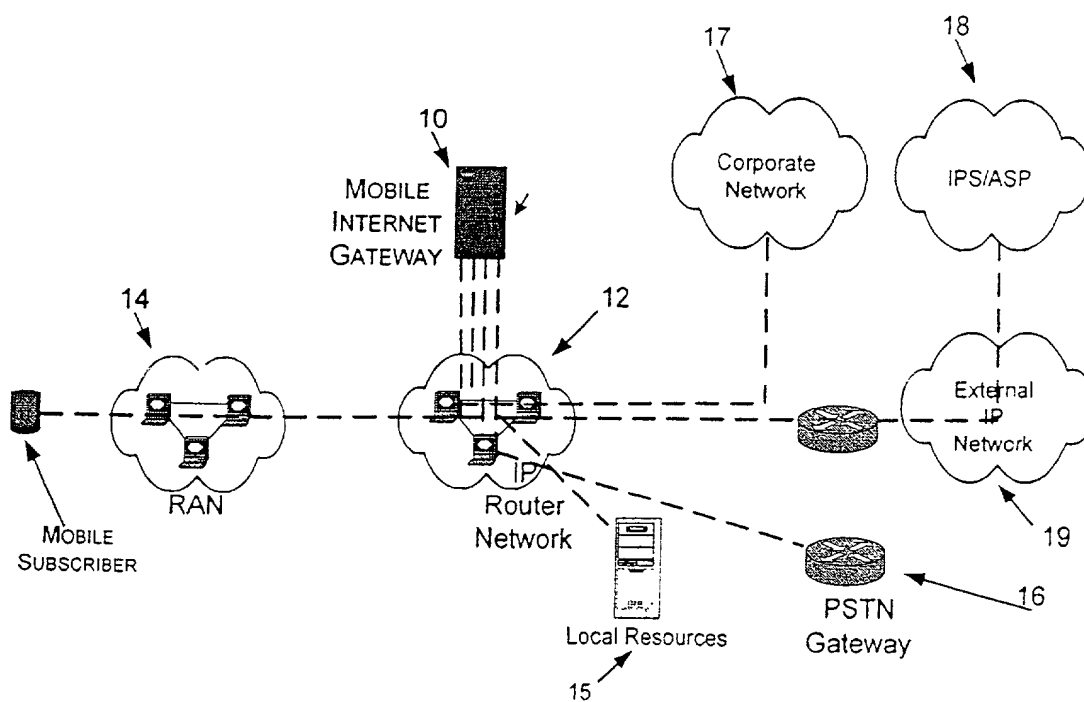 17
18
10
Corporate
Network
IPS/ASP
MOBILE
INTERNET
GATEWAY
14
12
External
IP
Network
RAN
IP
Router
Network
MOBILE
SUBSCRIBER
19
16
PSTN
Gateway
Local Resources
15